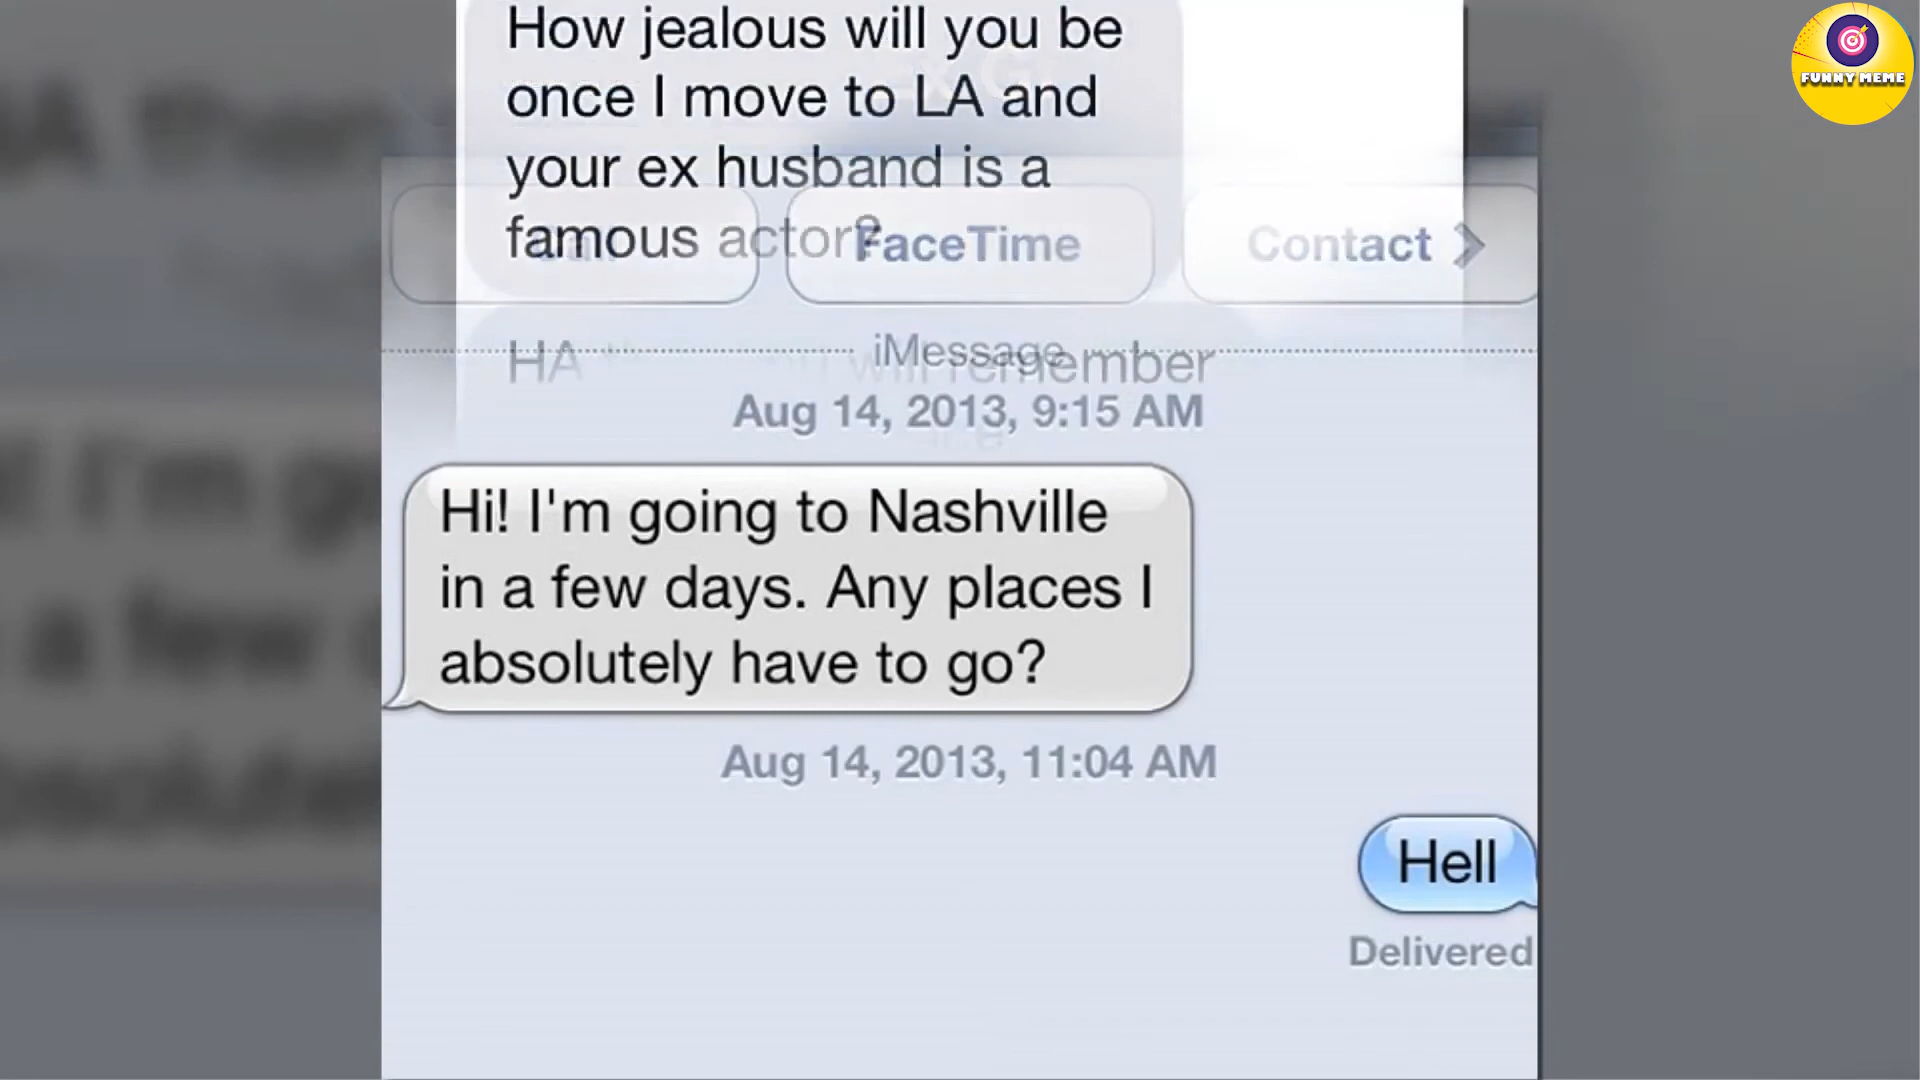 How jealous will you be
once I move to LA and
your ex husband is a
famous actor?
FUNNY MEME
FaceTime
Contact
iMessage
HA will remember
Aug 14, 2013, 9:15 AM
Hi! I'm going to Nashville
in a few days. Any places I
absolutely have to go?
Aug 14, 2013, 11:04 AM
Hell
Delivered